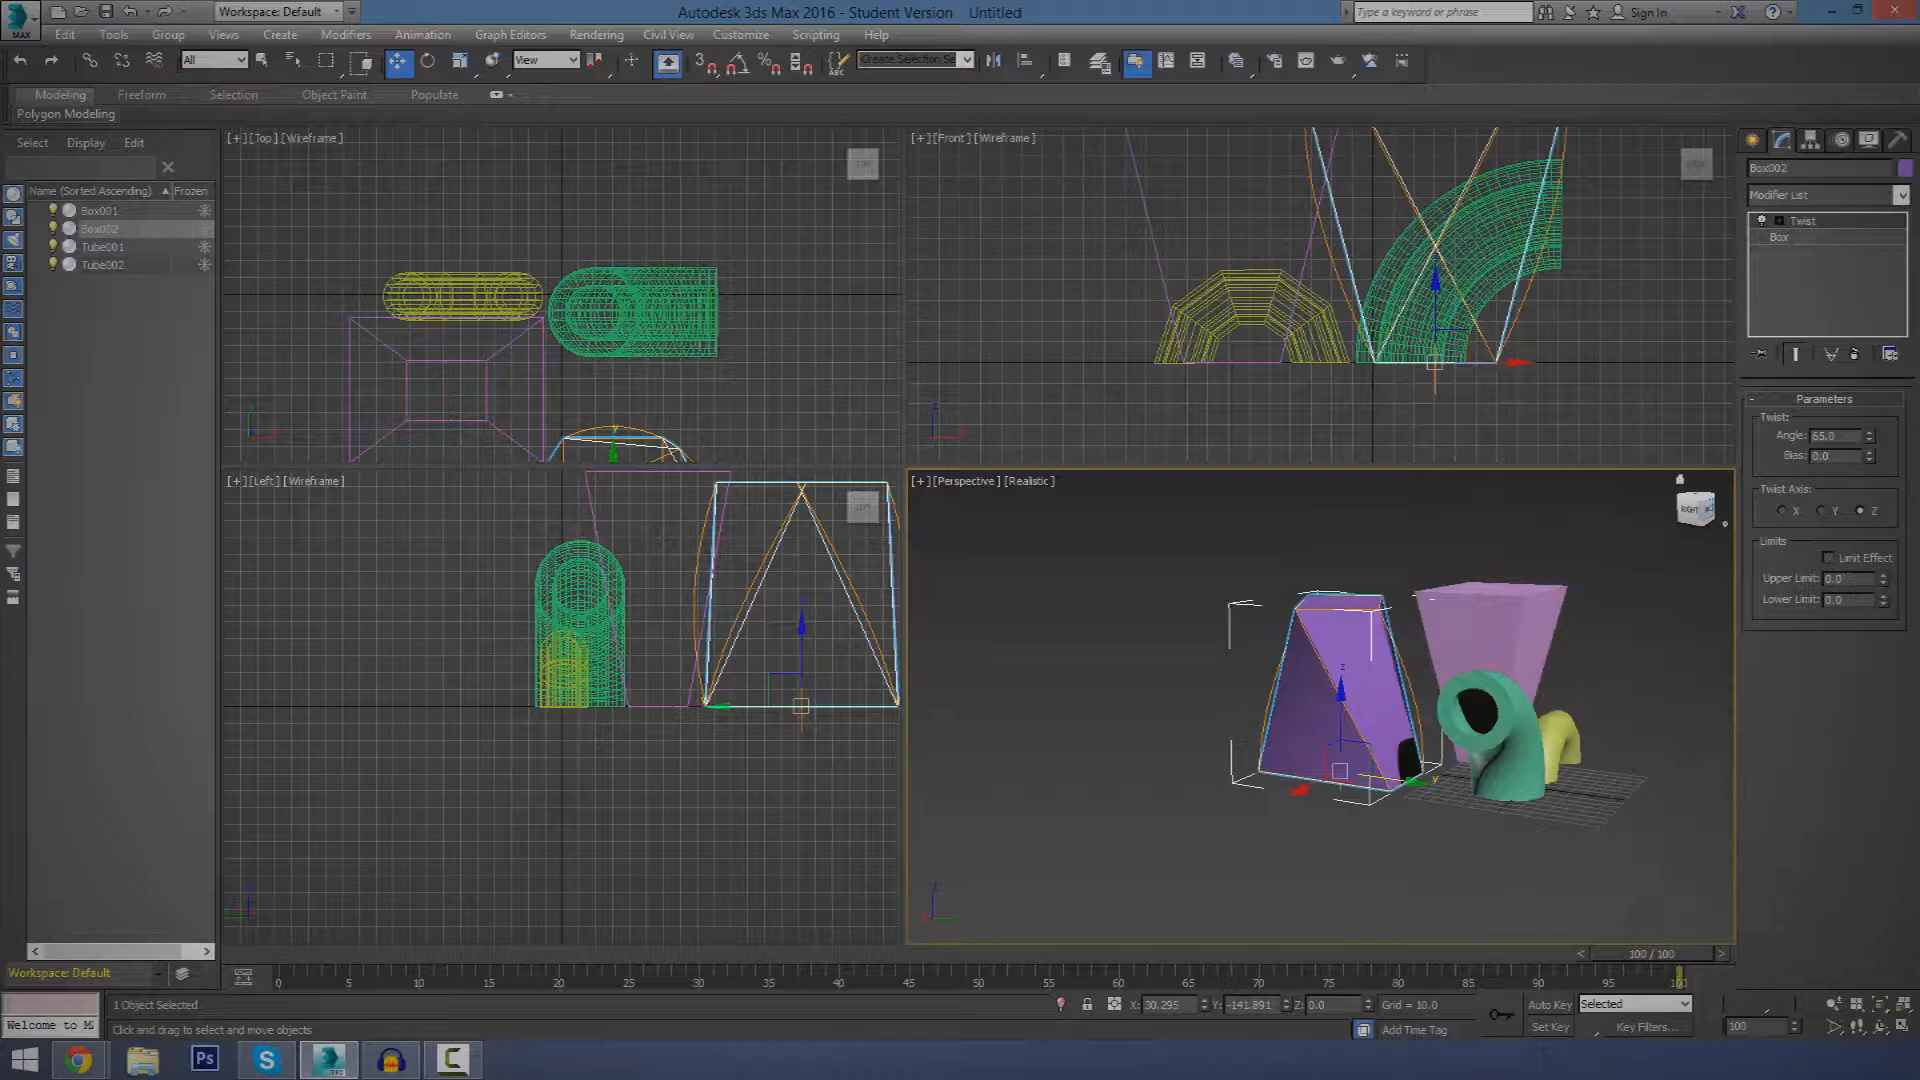 Workspace: Default
Autodesk 3ds Max 2016 - Student Version Untitled
Type a keyword or phrase
Sign In
MAX
Edit Tools Group Views Create Modifiers Animation Graph Editors Rendering Civil View Customize Scripting Help
All
View
3
ABC
Create Selection Se
Modeling Freeform Selection Object Paint Populate
Polygon Modeling
Select Display Edit
Name (Sorted Ascending) Frozen
Box001
Box002
Tube001
Tube002
[+] [Top] [Wireframe]
[+] [Front] [Wireframe]
[+] [Left] [Wireframe]
[+] [Perspective] [Realistic]
RIGHT
Box002
Modifier List
Twist
Box
Parameters
Twist:
Angle: 65.0
Bias: 0.0
Twist Axis:
X Y Z
Limits
Limit Effect
Upper Limit: 0.0
Lower Limit: 0.0
100 / 100
Workspace: Default
0 5 10 15 20 25 30 35 40 45 50 55 60 65 70 75 80 85 90 95 100
1 Object Selected
X: 30.295 Y: -141.891 Z: 0.0 Grid = 10.0
Auto Key Selected
Welcome to M
Click and drag to select and move objects
Add Time Tag
Set Key Key Filters... 100
Ps